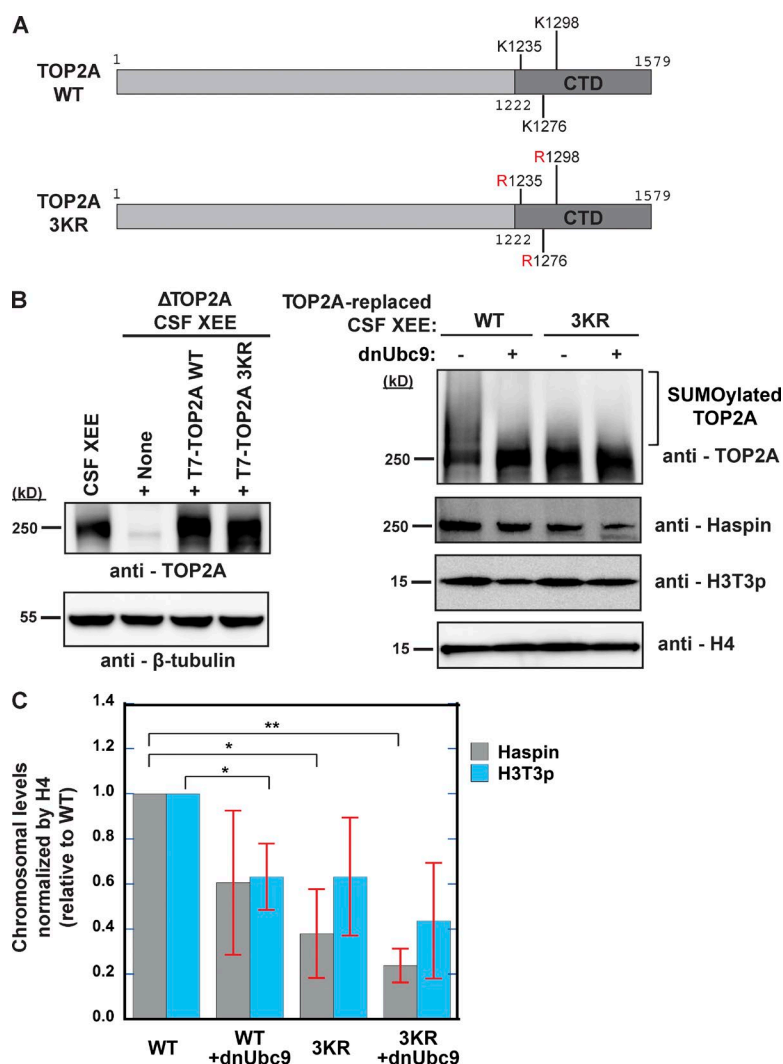 A
TOP2A
WT
1
K1235
K1298
1579
CTD
1222
K1276
TOP2A
3KR
1
R1235
R1298
1579
CTD
1222
R1276
B
ΔTOP2A
CSF XEE
CSF XEE
+ None
+ T7-TOP2A WT
+ T7-TOP2A 3KR
(kD)
250
anti - TOP2A
55
anti - β-tubulin
TOP2A-replaced
CSF XEE:
WT
3KR
dnUbc9:
- + - +
(kD)
SUMOylated
TOP2A
250
anti - TOP2A
250
anti - Haspin
15
anti - H3T3p
15
anti - H4
C
Chromosomal levels
normalized by H4
(relative to WT)
1.4
1.2
1.0
0.8
0.6
0.4
0.2
0.0
**
*
*
Haspin
H3T3p
WT
WT
+dnUbc9
3KR
3KR
+dnUbc9